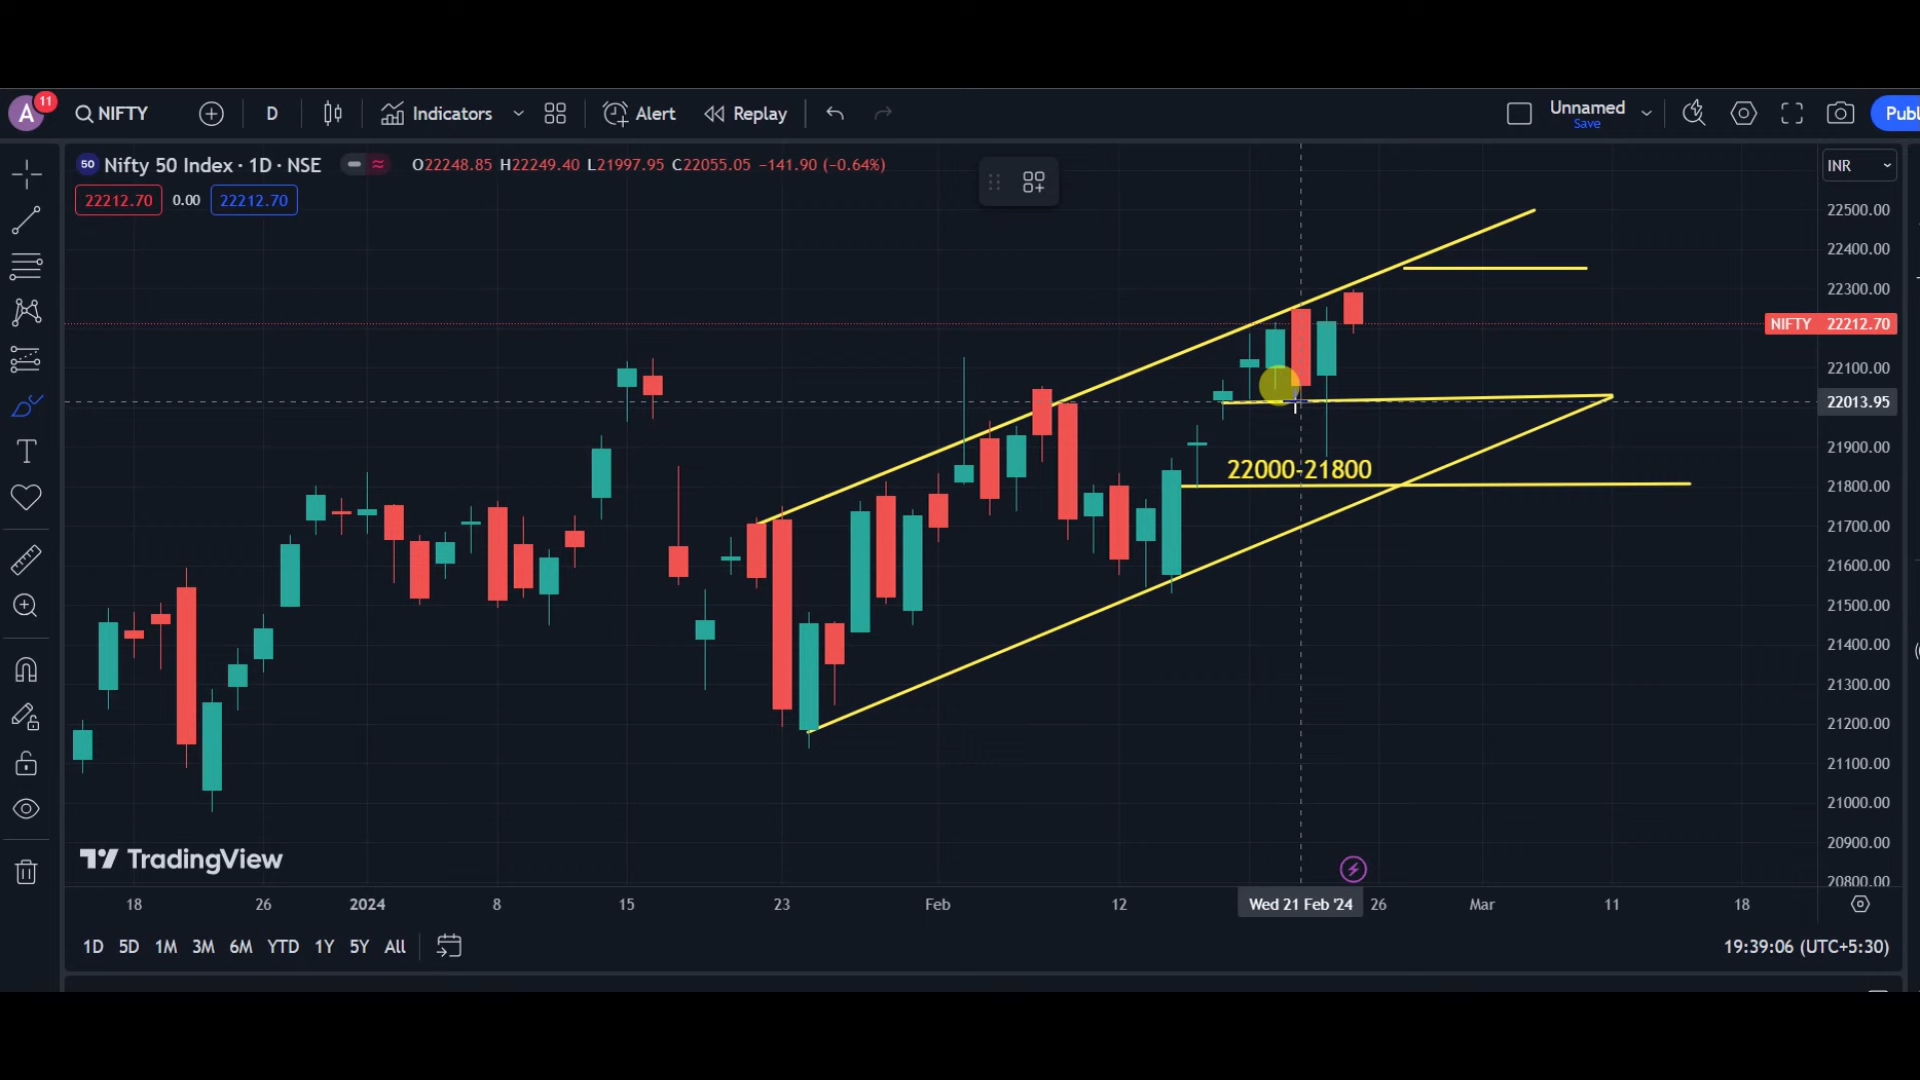 A
11
NIFTY
D
Indicators
Alert
Replay
Unnamed
Save
Publ
50 Nifty 50 Index · 1D · NSE
O22248.85 H22249.40 L21997.95 C22055.05 −141.90 (−0.64%)
INR
22212.70 0.00 22212.70
22500.00
22400.00
22300.00
NIFTY 22212.70
22100.00
22013.95
21900.00
22000-21800
21800.00
21700.00
21600.00
21500.00
21400.00
21300.00
21200.00
21100.00
21000.00
20900.00
20800.00
TradingView
18 26 2024 8 15 23 Feb 12 Wed 21 Feb '24 26 Mar 11 18
1D 5D 1M 3M 6M YTD 1Y 5Y All
19:39:06 (UTC+5:30)